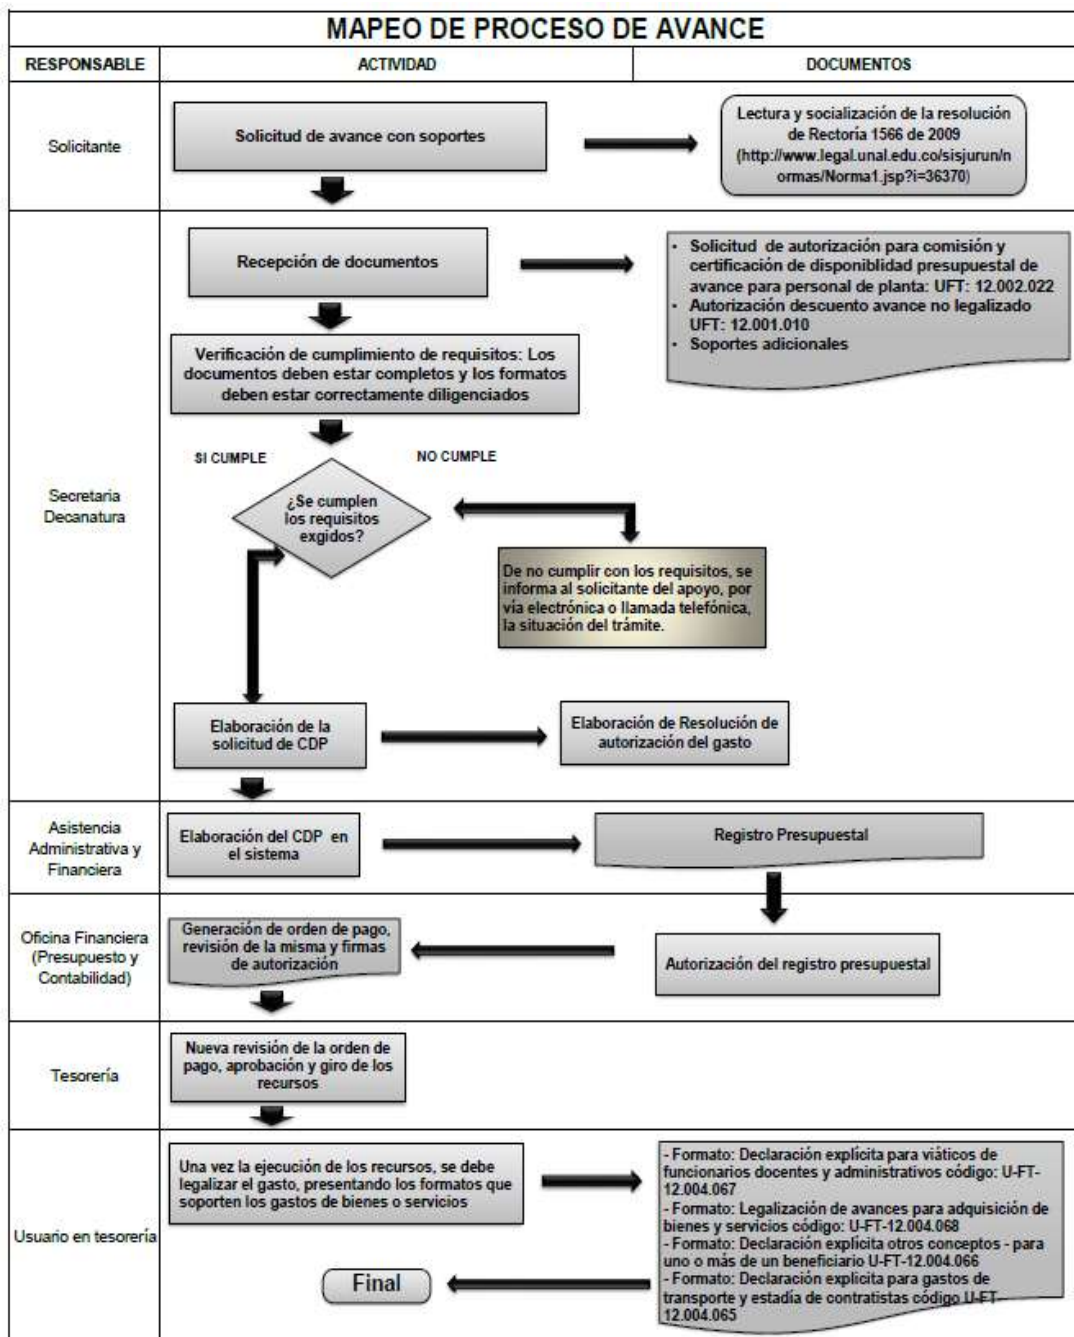 MAPEO DE PROCESO DE AVANCE
RESPONSABLE
ACTIVIDAD
DOCUMENTOS
Solicitante
Solicitud de avance con soportes
Lectura y socialización de la resolución
de Rectoría 1566 de 2009
(http://www.legal.unal.edu.co/sisjurun/n
ormas/Norma1.jsp?i=36370)
Secretaria
Decanatura
Recepción de documentos
• Solicitud de autorización para comisión y
certificación de disponiblidad presupuestal de
avance para personal de planta: UFT: 12.002.022
• Autorización descuento avance no legalizado
UFT: 12.001.010
• Soportes adicionales
Verificación de cumplimiento de requisitos: Los
documentos deben estar completos y los formatos
deben estar correctamente diligenciados
SI CUMPLE
NO CUMPLE
¿Se cumplen
los requisitos
exgidos?
De no cumplir con los requisitos, se
informa al solicitante del apoyo, por
vía electrónica o llamada telefónica,
la situación del trámite.
Elaboración de la
solicitud de CDP
Elaboración de Resolución de
autorización del gasto
Asistencia
Administrativa y
Financiera
Elaboración del CDP en
el sistema
Registro Presupuestal
Oficina Financiera
(Presupuesto y
Contabilidad)
Generación de orden de pago,
revisión de la misma y firmas
de autorización
Autorización del registro presupuestal
Tesorería
Nueva revisión de la orden de
pago, aprobación y giro de los
recursos
Usuario en tesorería
Una vez la ejecución de los recursos, se debe
legalizar el gasto, presentando los formatos que
soporten los gastos de bienes o servicios
- Formato: Declaración explícita para viáticos de
funcionarios docentes y administrativos código: U-FT-
12.004.067
- Formato: Legalización de avances para adquisición de
bienes y servicios código: U-FT-12.004.068
- Formato: Declaración explícita otros conceptos - para
uno o más de un beneficiario U-FT-12.004.066
- Formato: Declaración explicita para gastos de
transporte y estadía de contratistas código U-FT-
12.004.065
Final